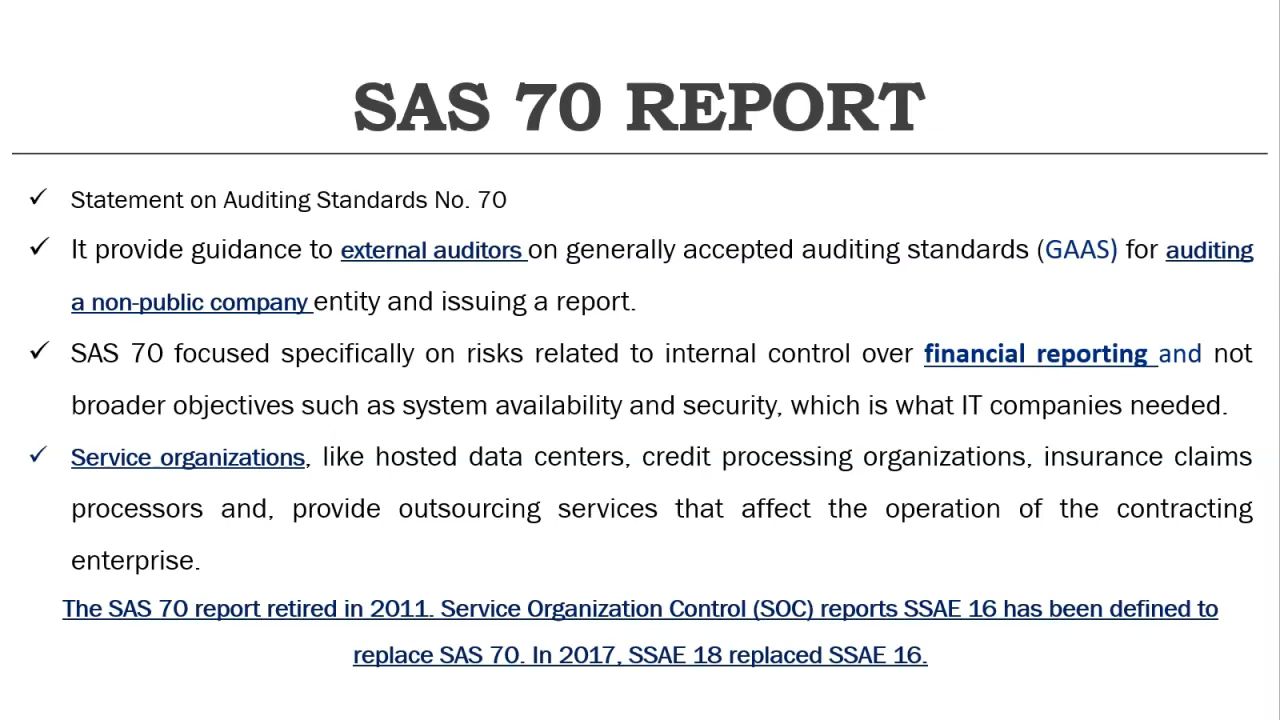 SAS 70 REPORT
✓ Statement on Auditing Standards No. 70
✓ It provide guidance to external auditors on generally accepted auditing standards (GAAS) for auditing
a non-public company entity and issuing a report.
✓ SAS 70 focused specifically on risks related to internal control over financial reporting and not
broader objectives such as system availability and security, which is what IT companies needed.
✓ Service organizations, like hosted data centers, credit processing organizations, insurance claims
processors and, provide outsourcing services that affect the operation of the contracting
enterprise.
The SAS 70 report retired in 2011. Service Organization Control (SOC) reports SSAE 16 has been defined to
replace SAS 70. In 2017, SSAE 18 replaced SSAE 16.